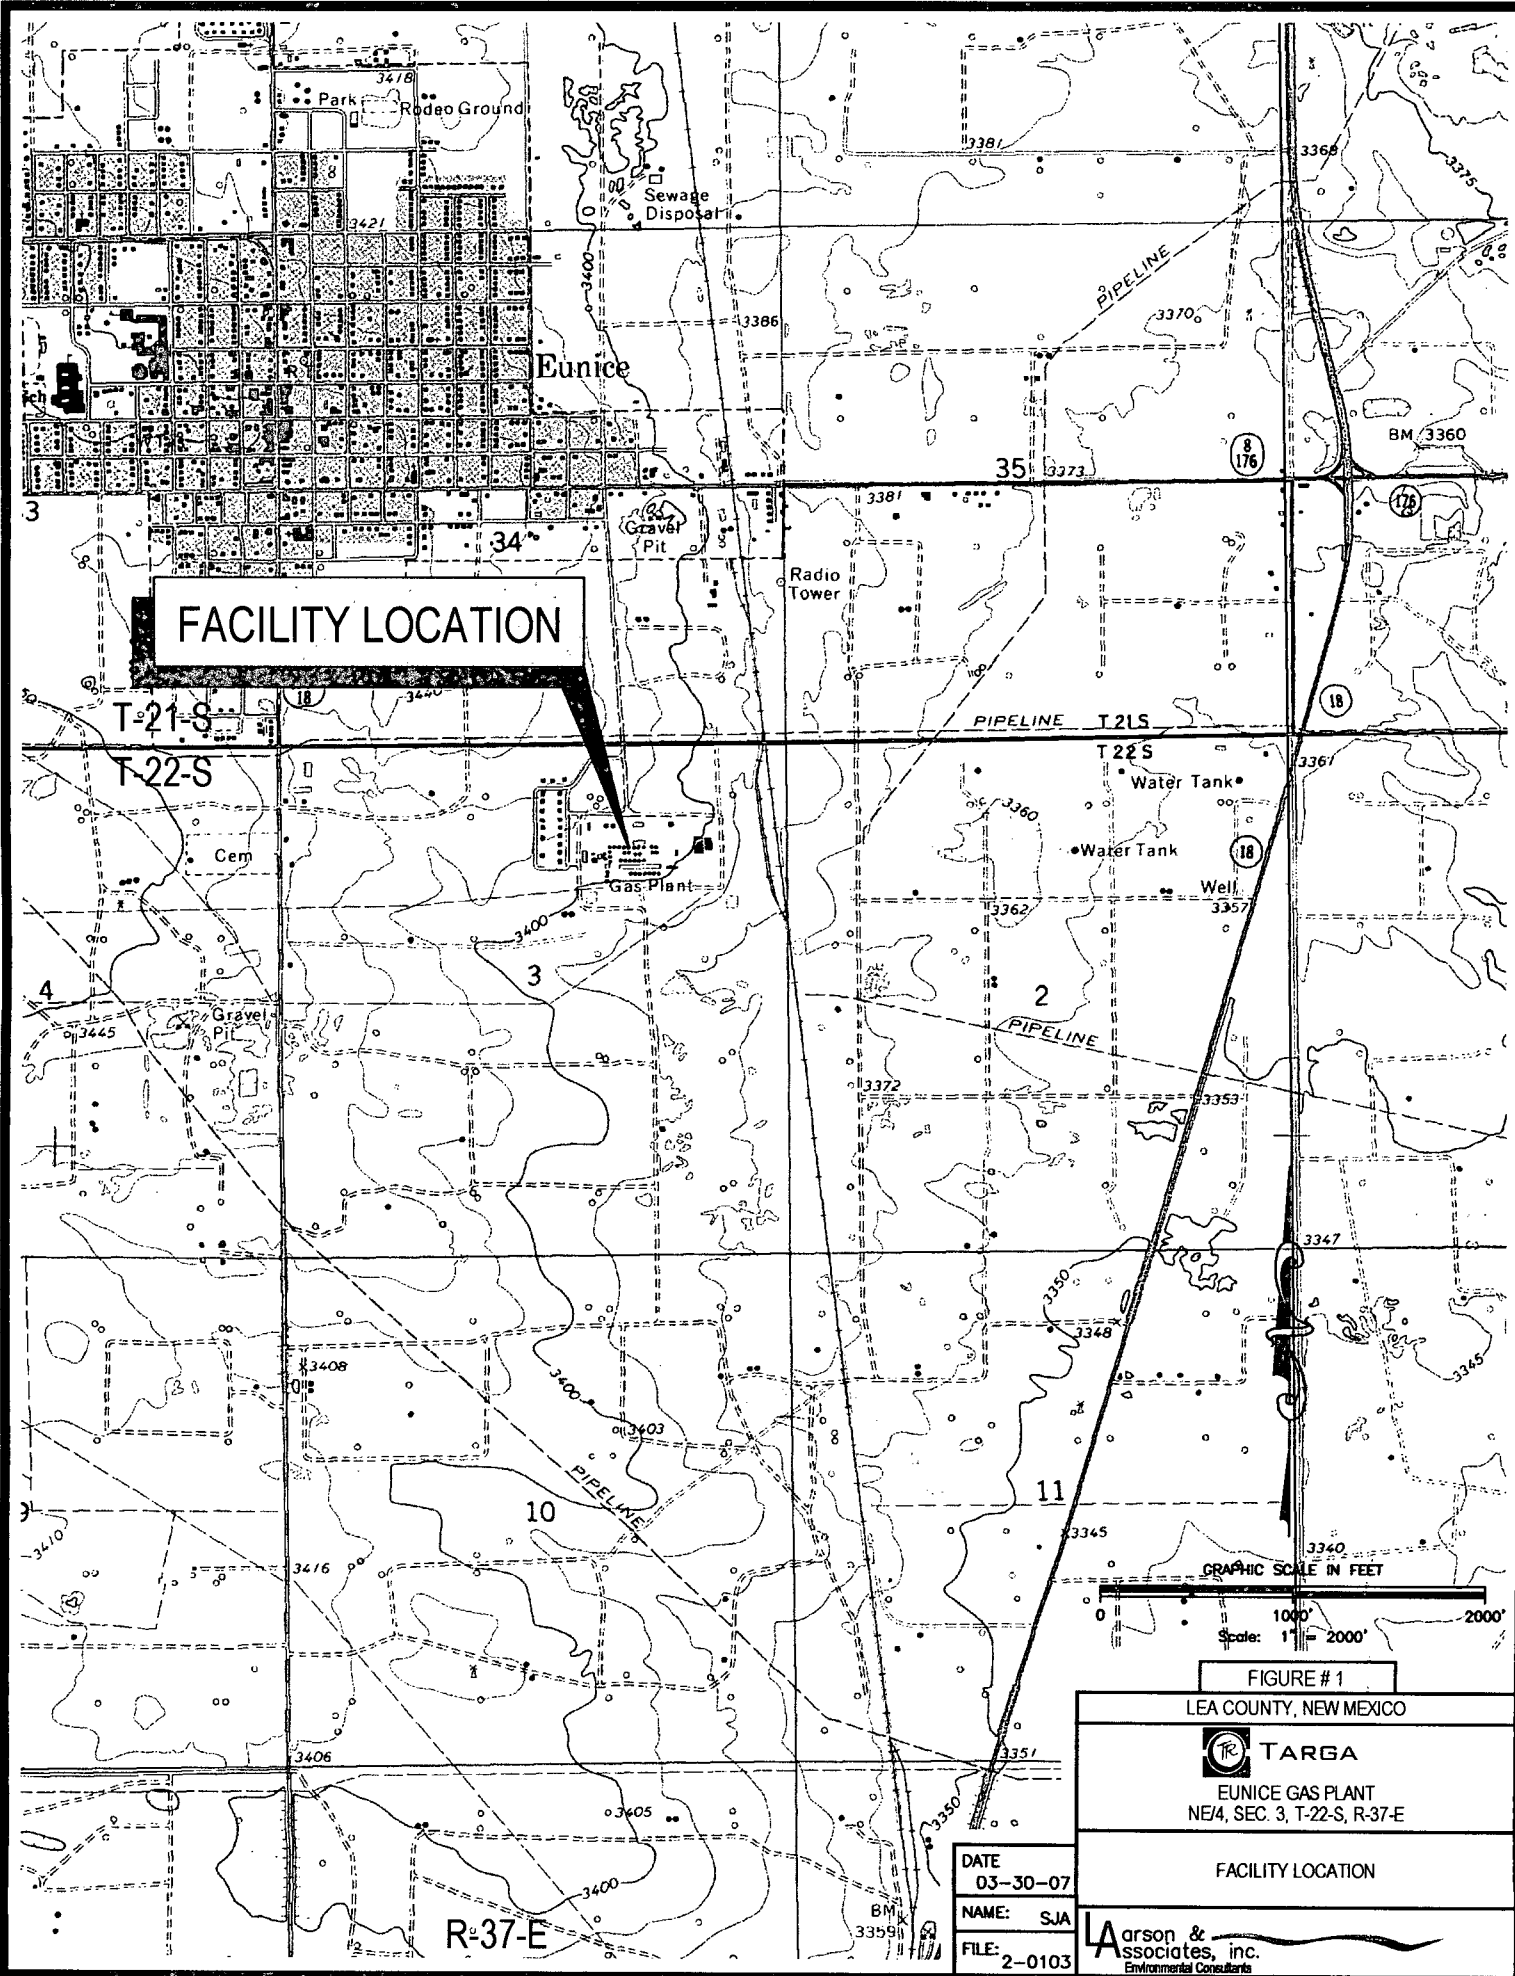 3418
Park
Rodeo Ground
3381
3368
3375
Sewage
Disposal
3421
3400
PIPELINE
3386
3370
Eunice
BM 3360
8
176
35
3373
3381
176
3
34
Gravel
Pit
Radio
Tower
FACILITY LOCATION
18
3440
18
T-21-S
PIPELINE
T 21 S
T-22-S
T 22 S
3361
Water Tank
3360
Cem
Water Tank
18
Gas Plant
Well
3400
3362
3357
4
3
2
Gravel
Pit
3445
PIPELINE
3372
3353
3347
3350
3348
3408
3400
3345
3403
PIPELINE
9
10
11
3410
3345
3416
3340
GRAPHIC SCALE IN FEET
0
1000'
2000'
Scale: 1" = 2000'
FIGURE # 1
LEA COUNTY, NEW MEXICO
TR TARGA
3406
3351
EUNICE GAS PLANT
NE/4, SEC. 3, T-22-S, R-37-E
3405
3350
DATE
03-30-07
FACILITY LOCATION
3400
BM
3359
NAME: SJA
R-37-E
FILE: 2-0103
Larson &
Associates, inc.
Environmental Consultants